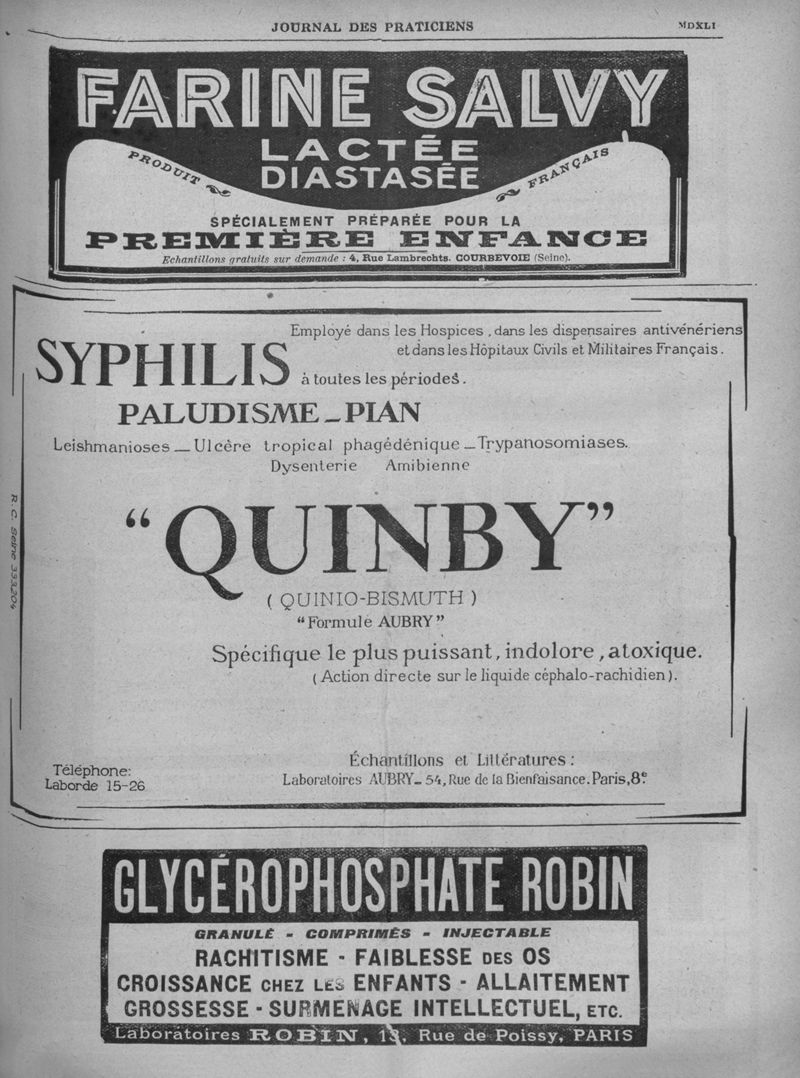 JOURNAL DES PRATICIENS
MDXLI
FARINE SALVY
LACTÉE
DIASTASÉE
PRODUIT
FRANÇAIS
SPÉCIALEMENT PRÉPARÉE POUR LA
PREMIÈRE ENFANCE
Echantillons gratuits sur demande : 4, Rue Lambrechts. COURBEVOIE (Seine).
Employé dans les Hospices, dans les dispensaires antivénériens
et dans les Hôpitaux Civils et Militaires Français.
SYPHILIS
à toutes les périodes.
PALUDISME _ PIAN
Leishmanioses _ Ulcère tropical phagédénique _ Trypanosomiases.
Dysenterie Amibienne
"QUINBY"
( QUINIO-BISMUTH )
"Formule AUBRY"
Spécifique le plus puissant, indolore, atoxique.
( Action directe sur le liquide céphalo-rachidien ).
R. C. Seine 333.204
Téléphone:
Laborde 15-26
Échantillons et Littératures :
Laboratoires AUBRY_ 54, Rue de la Bienfaisance. Paris, 8e.
GLYCÉROPHOSPHATE ROBIN
GRANULÉ - COMPRIMÉS - INJECTABLE
RACHITISME - FAIBLESSE DES OS
CROISSANCE CHEZ LES ENFANTS - ALLAITEMENT
GROSSESSE - SURMENAGE INTELLECTUEL, ETC.
Laboratoires ROBIN, 13, Rue de Poissy, PARIS